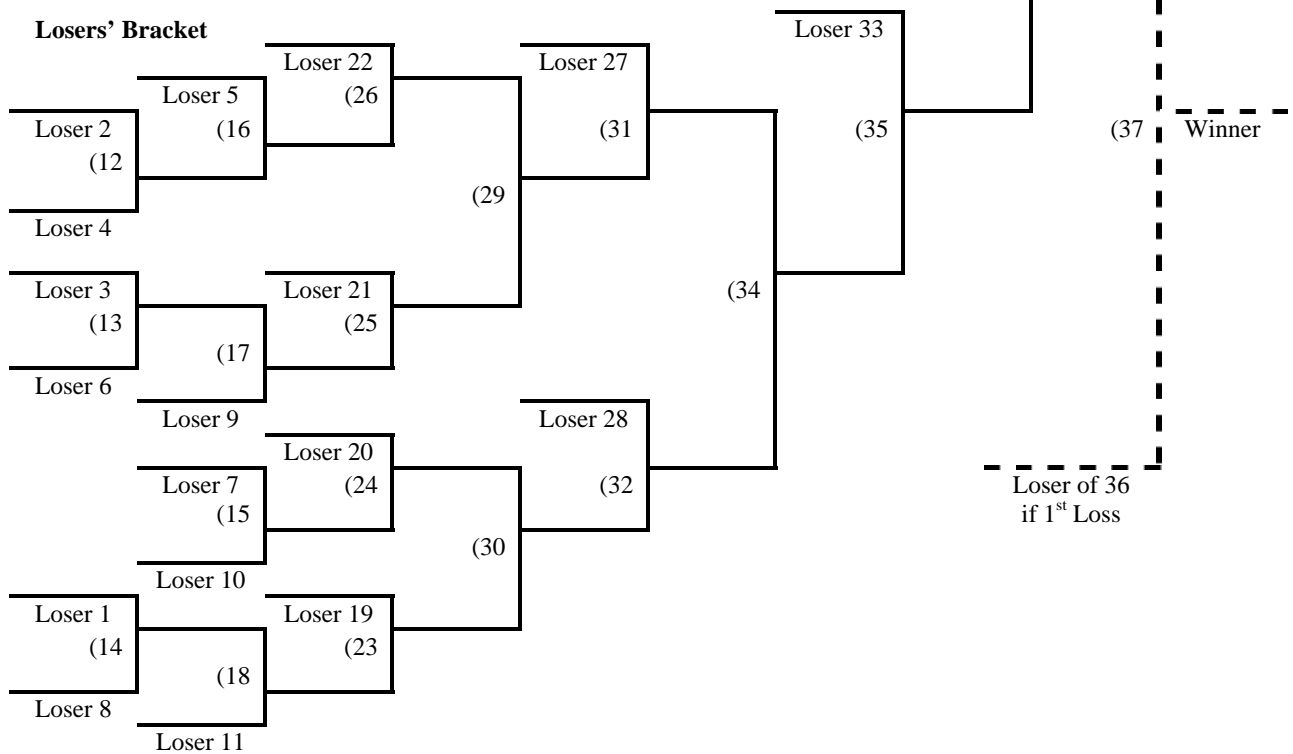 Loser 33
Losers’ Bracket
Loser 22
Loser 27
Loser 5
(26
Loser 2
(16
(31
(35
(37
Winner
(12
(29
Loser 4
Loser 3
Loser 21
(34
(13
(25
(17
Loser 6
Loser 9
Loser 28
Loser 20
Loser 7
(24
(32
Loser of 36
(15
if 1st Loss
(30
Loser 10
Loser 1
Loser 19
(14
(23
(18
Loser 8
Loser 11